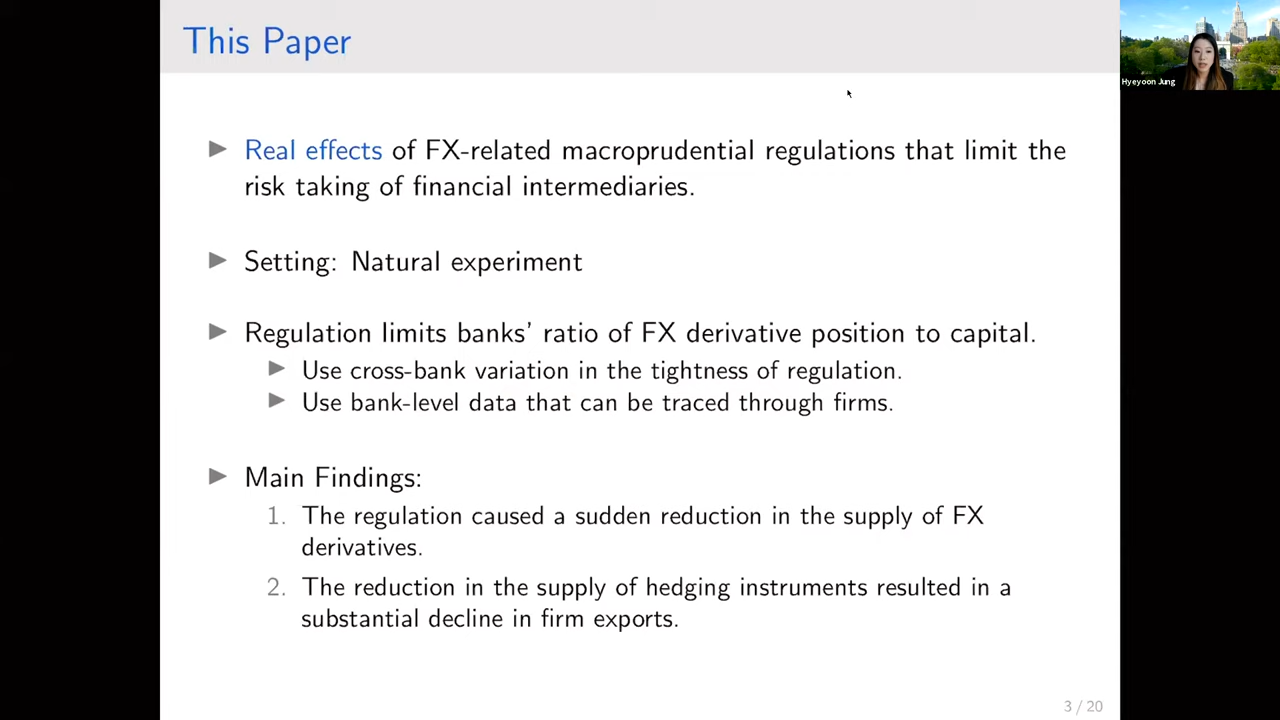 This Paper
Hyeyoon Jung
▶ Real effects of FX-related macroprudential regulations that limit the
risk taking of financial intermediaries.
▶ Setting: Natural experiment
▶ Regulation limits banks' ratio of FX derivative position to capital.
▶ Use cross-bank variation in the tightness of regulation.
▶ Use bank-level data that can be traced through firms.
▶ Main Findings:
1. The regulation caused a sudden reduction in the supply of FX
derivatives.
2. The reduction in the supply of hedging instruments resulted in a
substantial decline in firm exports.
3 / 20